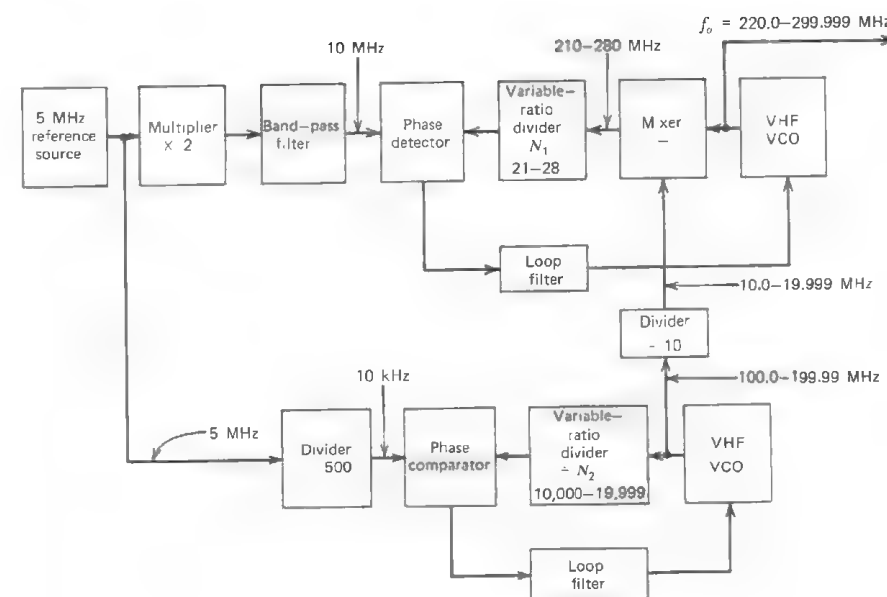 f_o = 220.0–299.999 MHz
10 MHz
210–280 MHz
5 MHz
reference
source
Multiplier
× 2
Band–pass
filter
Phase
detector
Variable–
ratio
divider
N_1
21–28
Mixer
–
VHF
VCO
Loop
filter
10.0–19.999 MHz
Divider
÷ 10
100.0–199.99 MHz
10 kHz
5 MHz
Divider
500
Phase
comparator
Variable–
ratio
divider
÷ N_2
10,000–19,999
VHF
VCO
Loop
filter